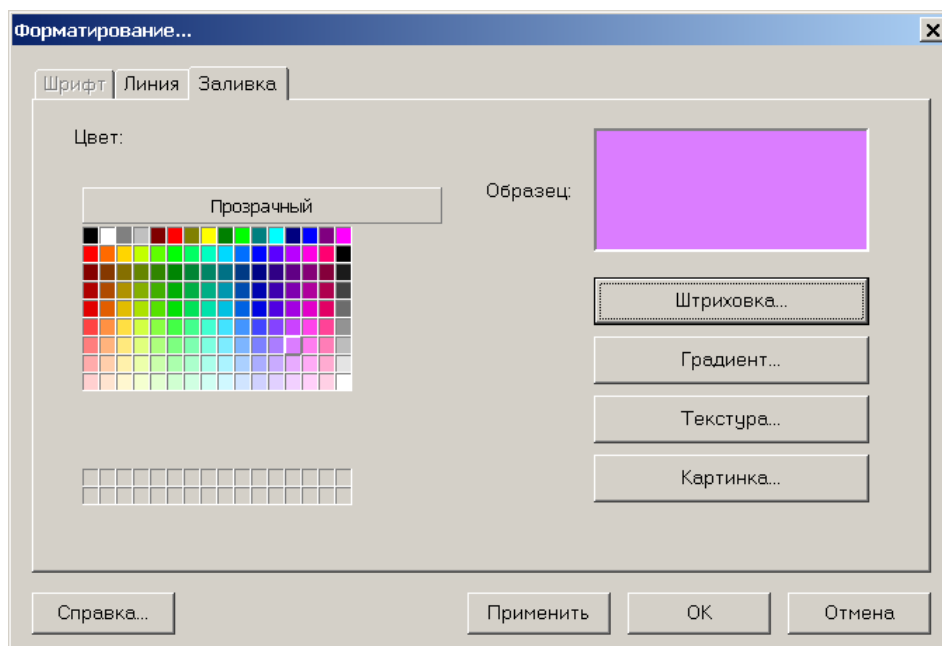 Форматирование...
Шрифт Линия Заливка
Цвет:
Образец:
Прозрачный
Штриховка...
Градиент...
Текстура...
Картинка...
Справка... Применить OK Отмена